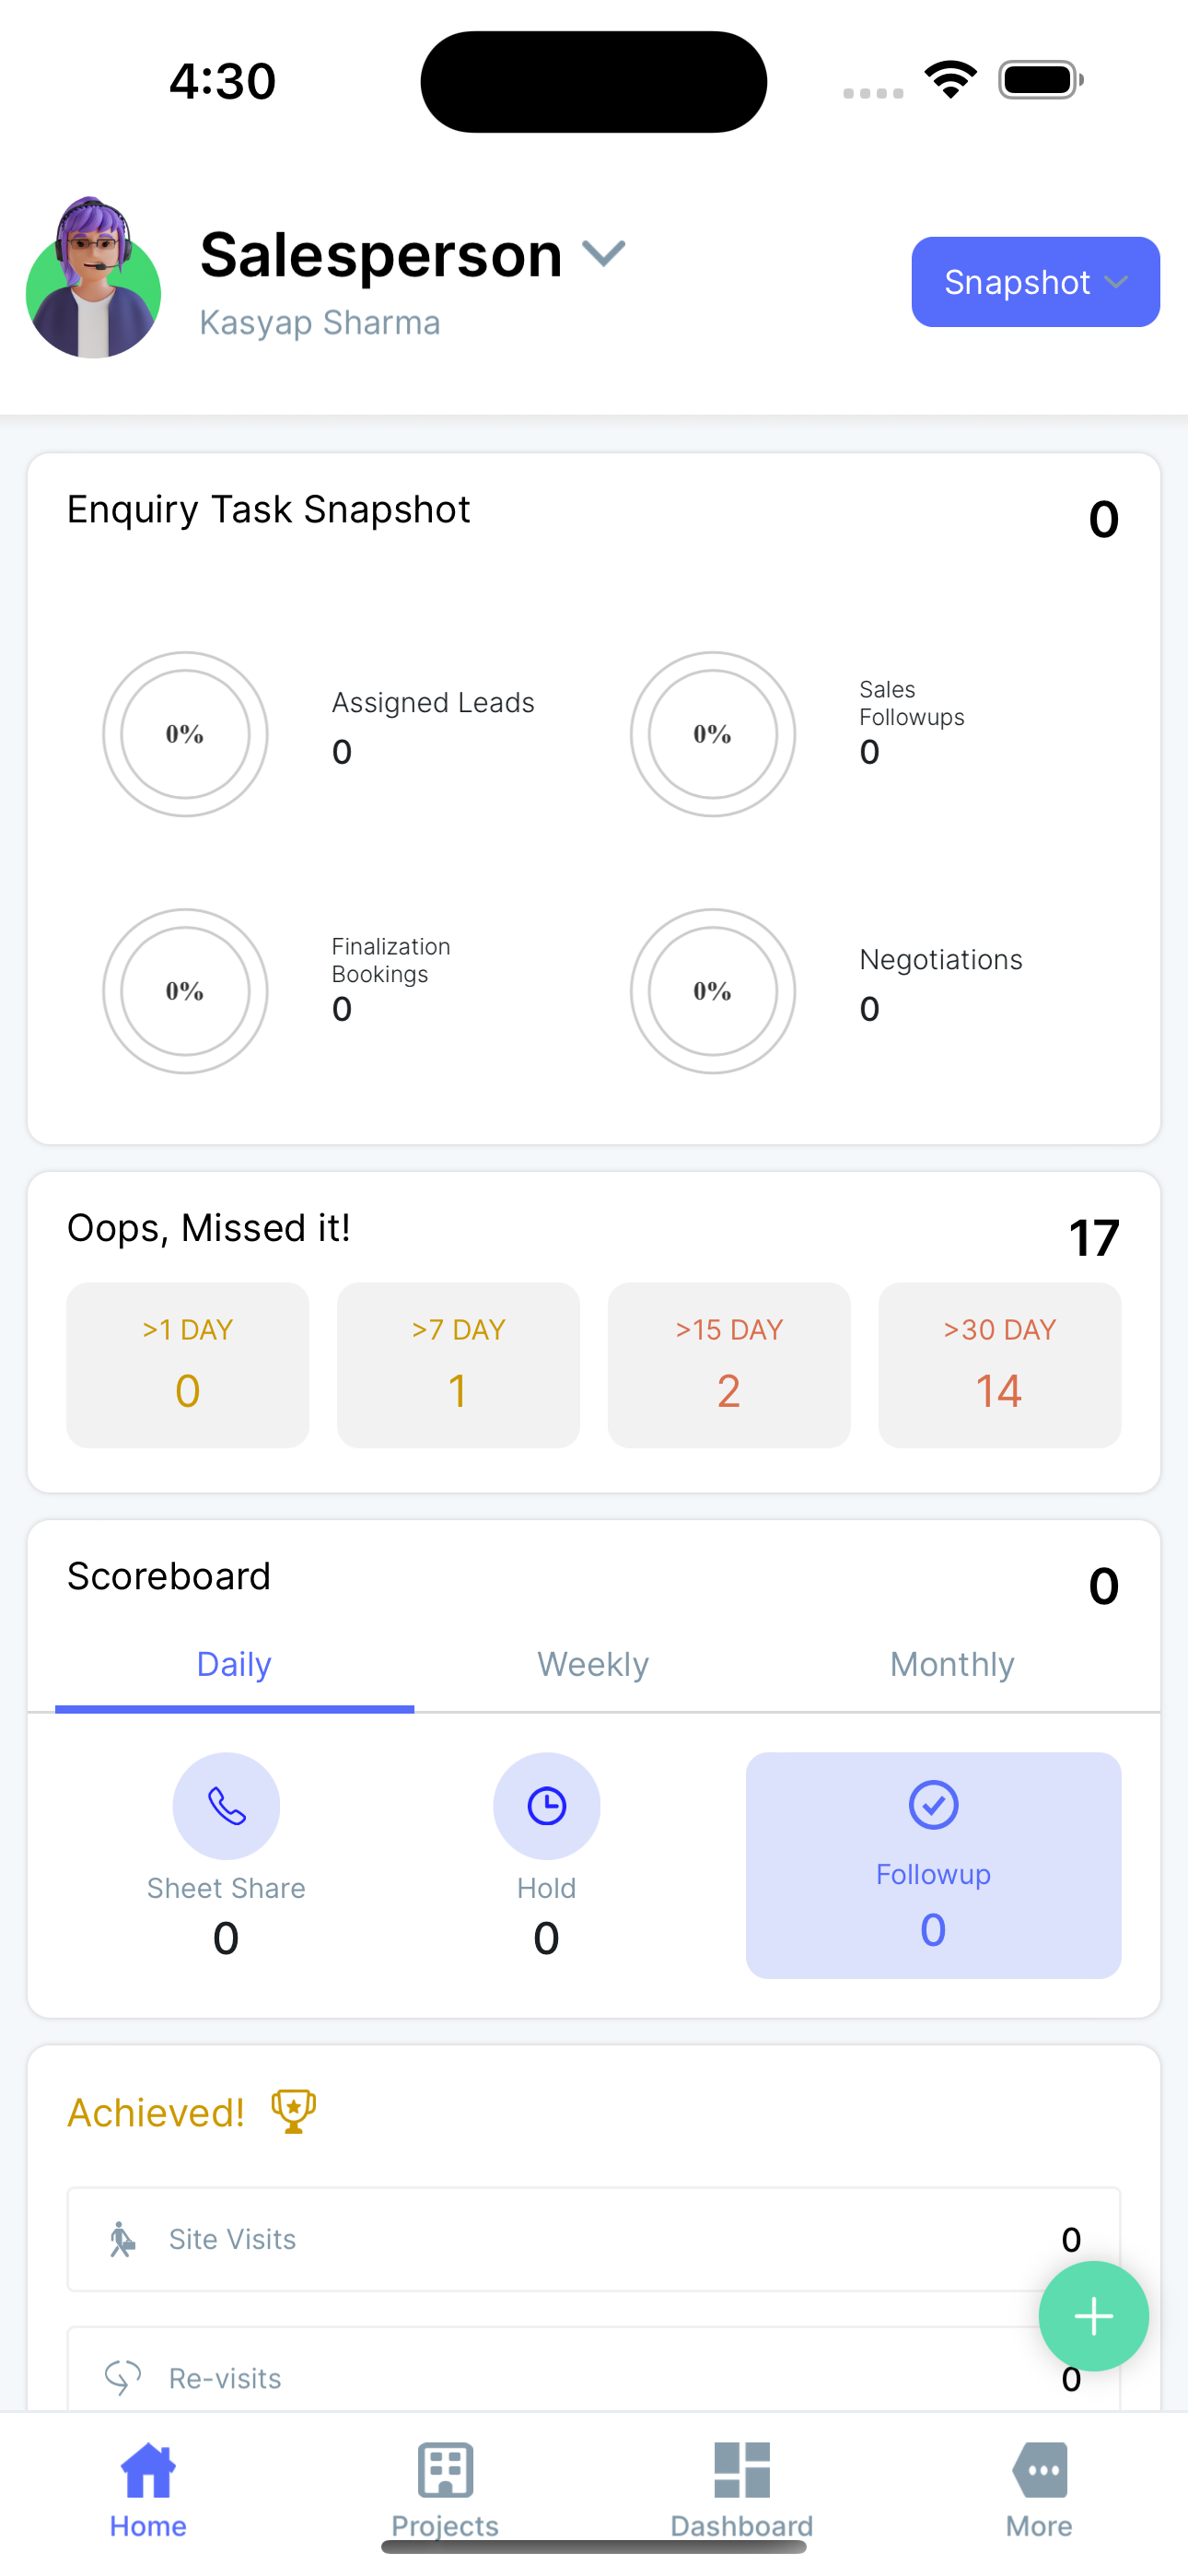 4:30
Salesperson
Kasyap Sharma
Snapshot
Enquiry Task Snapshot
0
0%
Assigned Leads
0
0%
Sales
Followups
0
0%
Finalization
Bookings
0
0%
Negotiations
0
Oops, Missed it!
17
>1 DAY
0
>7 DAY
1
>15 DAY
2
>30 DAY
14
Scoreboard
0
Daily Weekly Monthly
Sheet Share
0
Hold
0
Followup
0
Achieved!
Site Visits
0
Re-visits
0
Home Projects Dashboard More